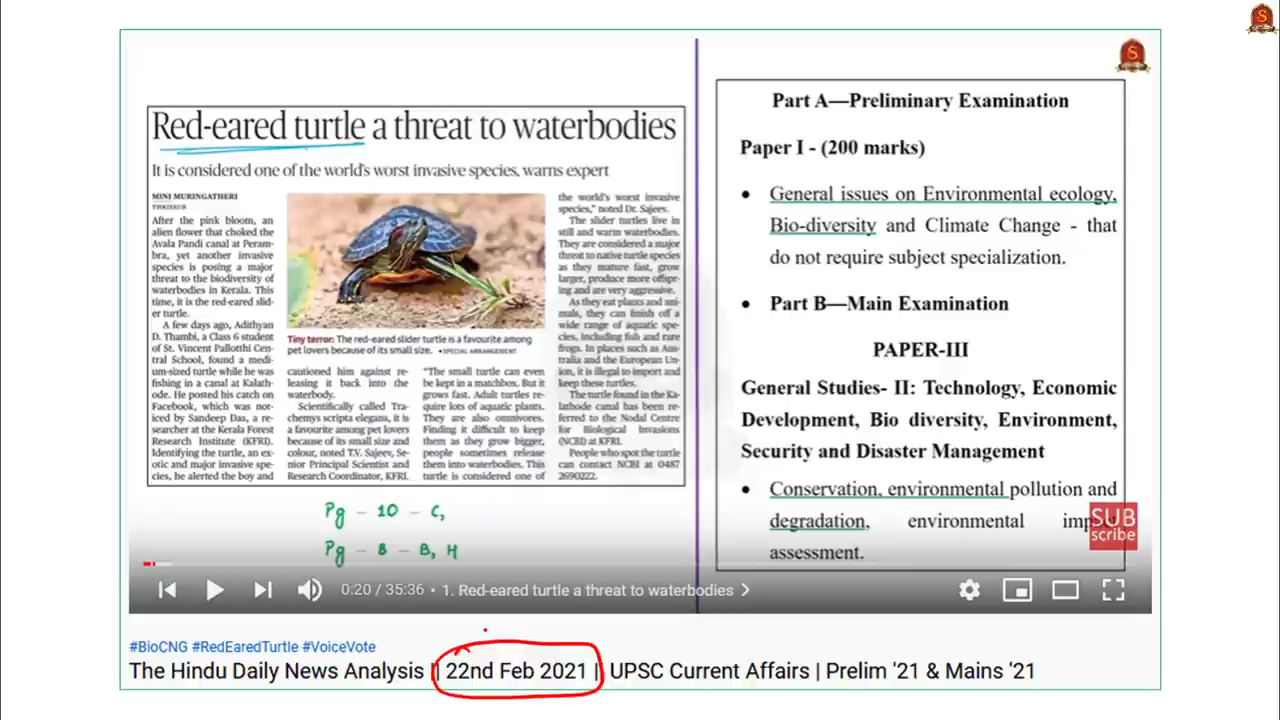 S
S
Red-eared turtle a threat to waterbodies
It is considered one of the world's worst invasive species, warns expert
MINI MURINGATHERI
THRISSUR
After the pink bloom, an
alien flower that choked the
Avala Pandi canal at Peram-
bra, yet another invasive
species is posing a major
threat to the biodiversity of
waterbodies in Kerala. This
time, it is the red-eared slid-
er turtle.
A few days ago, Adithyan
D. Thambi, a Class 6 student
of St. Vincent Pallotthi Cen-
tral School, found a medi-
um-sized turtle while he was
fishing in a canal at Kalath-
ode. He posted his catch on
Facebook, which was not-
iced by Sandeep Das, a re-
searcher at the Kerala Forest
Research Institute (KFRI).
Identifying the turtle, an ex-
otic and major invasive spe-
cies, he alerted the boy and
Tiny terror: The red-eared slider turtle is a favourite among
pet lovers because of its small size. • SPECIAL ARRANGEMENT
cautioned him against re-
leasing it back into the
waterbody.
Scientifically called Tra-
chemys scripta elegans, it is
a favourite among pet lovers
because of its small size and
colour, noted T.V. Sajeev, Se-
nior Principal Scientist and
Research Coordinator, KFRI.
"The small turtle can even
be kept in a matchbox. But it
grows fast. Adult turtles re-
quire lots of aquatic plants.
They are also omnivores.
Finding it difficult to keep
them as they grow bigger,
people sometimes release
them into waterbodies. This
turtle is considered one of
the world's worst invasive
species," noted Dr. Sajeev.
The slider turtles live in
still and warm waterbodies.
They are considered a major
threat to native turtle species
as they mature fast, grow
larger, produce more offspr-
ing and are very aggressive.
As they eat plants and ani-
mals, they can finish off a
wide range of aquatic spe-
cies, including fish and rare
frogs. In places such as Aus-
tralia and the European Un-
ion, it is illegal to import and
keep these turtles.
The turtle found in the Ka-
lathode canal has been re-
ferred to the Nodal Centre
for Biological Invasions
(NCBI) at KFRI.
People who spot the turtle
can contact NCBI at 0487
2690222.
Pg - 10 - C,
Pg - 8 - B, H
Part A—Preliminary Examination
Paper I - (200 marks)
• General issues on Environmental ecology,
Bio-diversity and Climate Change - that
do not require subject specialization.
• Part B—Main Examination
PAPER-III
General Studies- II: Technology, Economic
Development, Bio diversity, Environment,
Security and Disaster Management
• Conservation, environmental pollution and
degradation, environmental
assessment.
SUB
scribe
0:20 / 35:36 • 1. Red-eared turtle a threat to waterbodies
#BioCNG #RedEaredTurtle #VoiceVote
The Hindu Daily News Analysis || 22nd Feb 2021 || UPSC Current Affairs | Prelim '21 & Mains '21